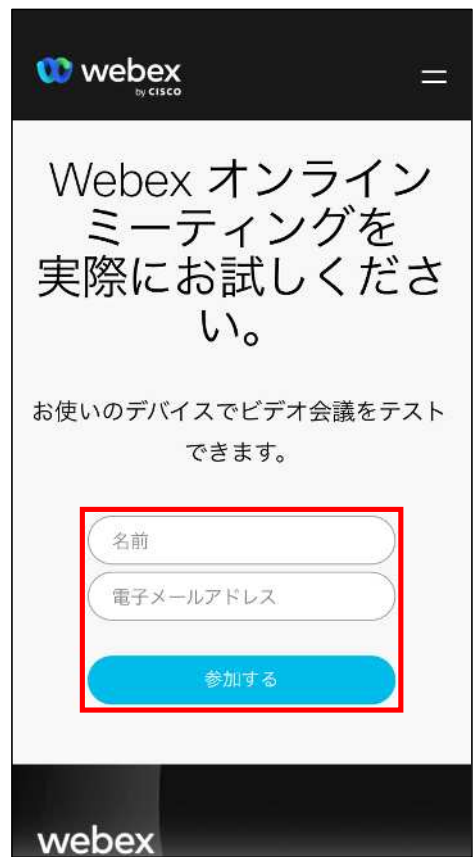 webex
by CISCO
Webex オンライン
ミーティングを
実際にお試しくださ
い。
お使いのデバイスでビデオ会議をテスト
できます。
名前
電子メールアドレス
参加する
webex